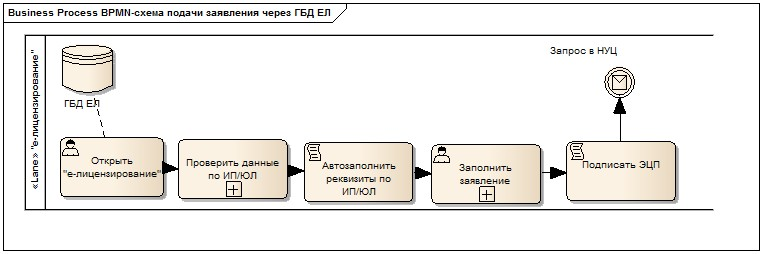 Business Process BPMN-схема подачи заявления через ГБД ЕЛ
«Lane» "е-лицензирование"
ГБД ЕЛ
Запрос в НУЦ
Открыть
"е-лицензирование"
Проверить данные
по ИП/ЮЛ
Автозаполнить
реквизиты по
ИП/ЮЛ
Заполнить
заявление
Подписать ЭЦП